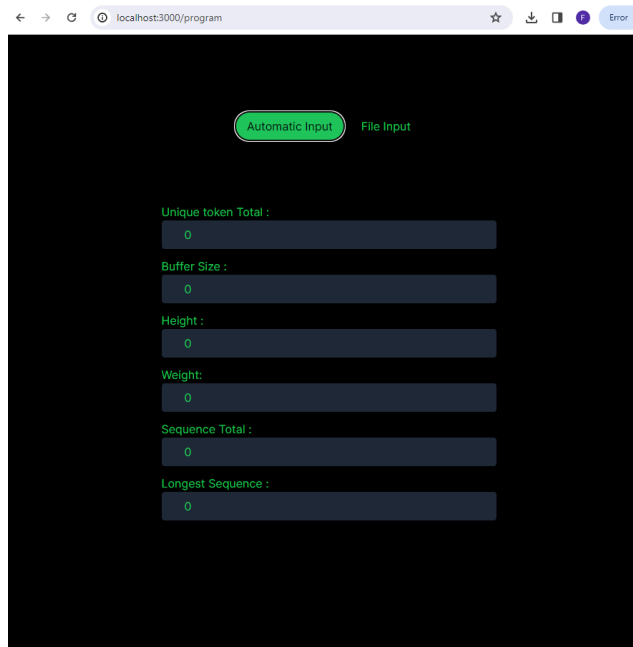 localhost:3000/program
F
Error
Automatic Input
File Input
Unique token Total :
0
Buffer Size :
0
Height :
0
Weight:
0
Sequence Total :
0
Longest Sequence :
0